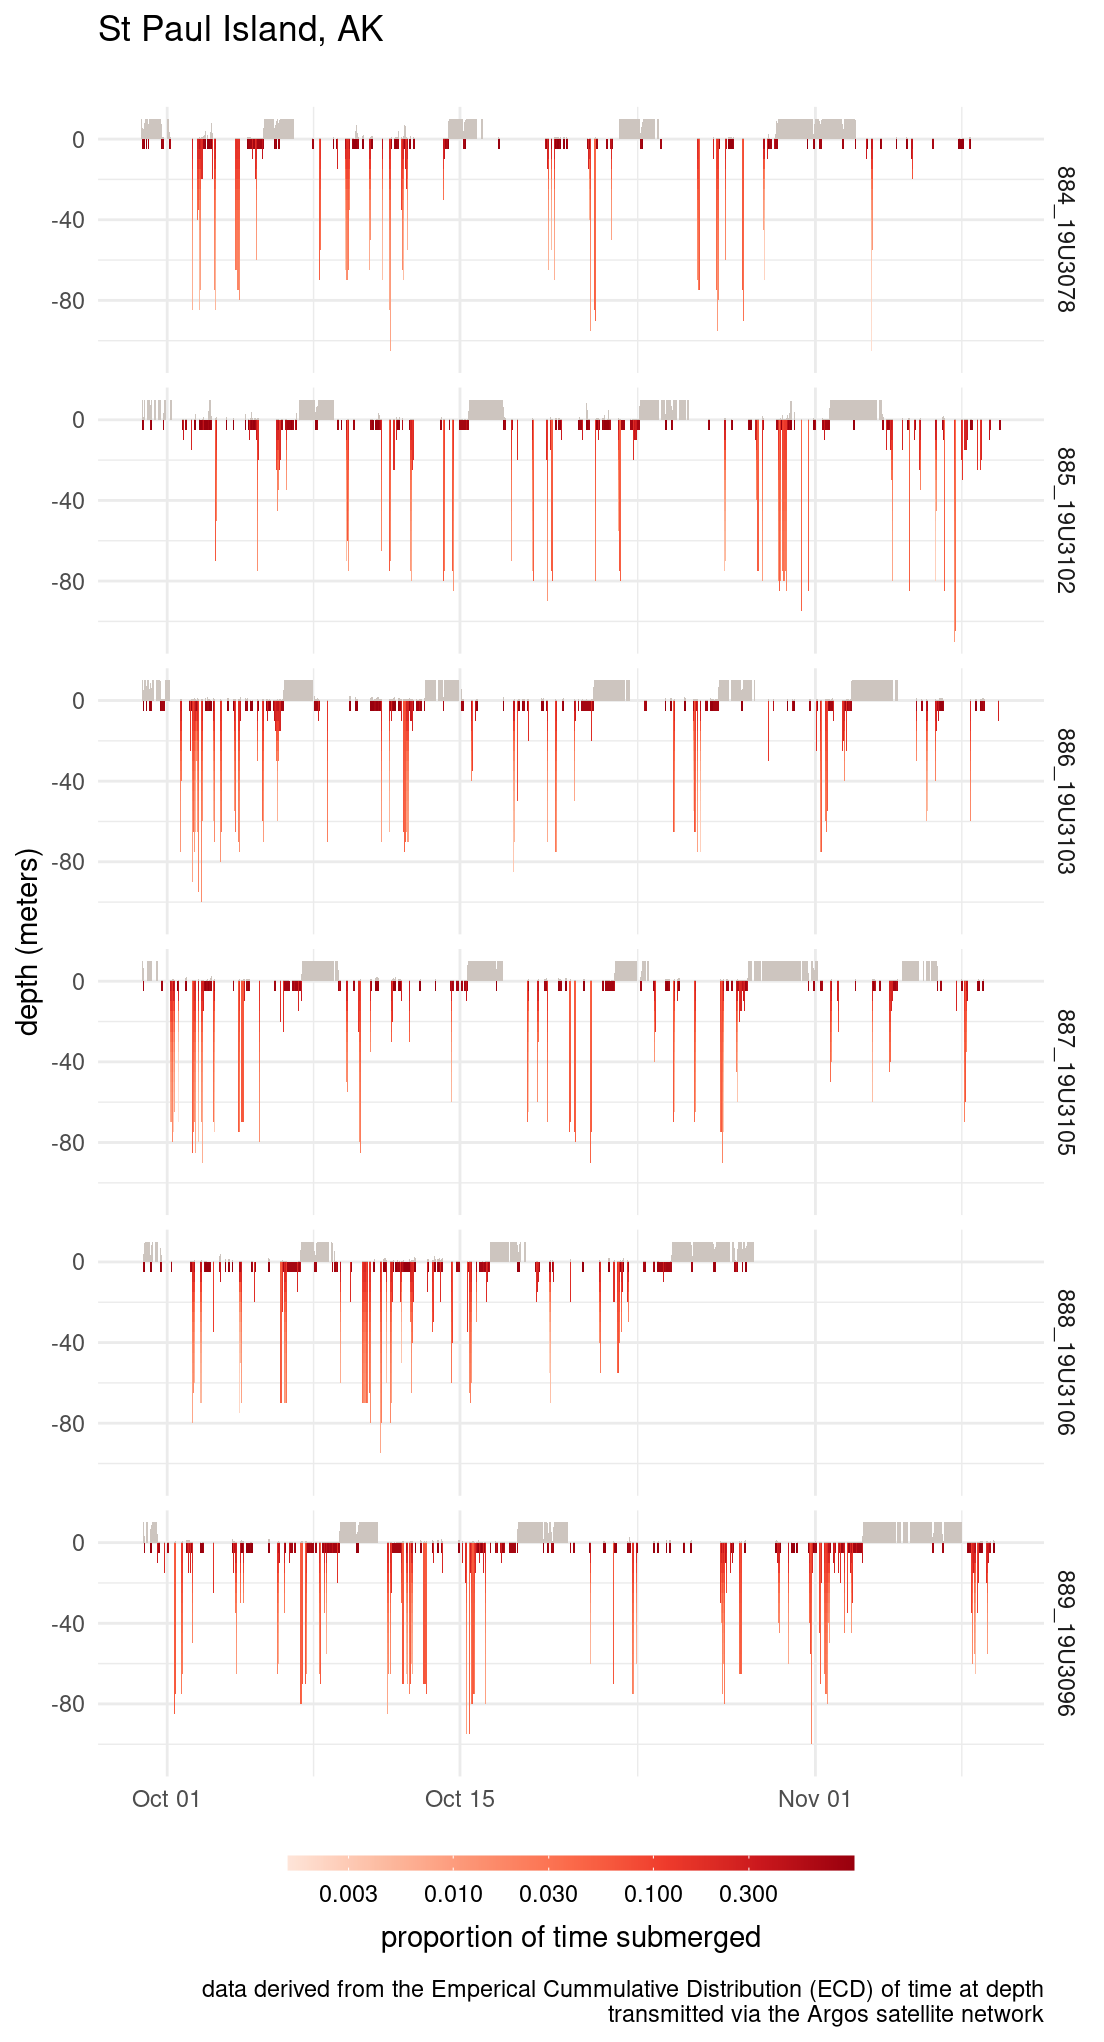 St Paul Island, AK
0
-40
-80
884_19U3078
0
-40
-80
885_19U3102
0
-40
-80
886_19U3103
depth (meters)
0
-40
-80
887_19U3105
0
-40
-80
888_19U3106
0
-40
-80
889_19U3096
Oct 01 Oct 15 Nov 01
0.003 0.010 0.030 0.100 0.300
proportion of time submerged
data derived from the Emperical Cummulative Distribution (ECD) of time at depth
transmitted via the Argos satellite network